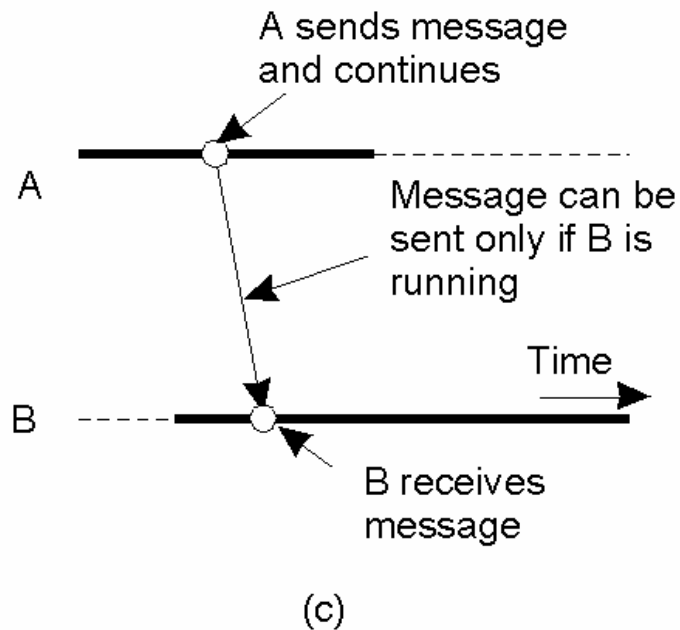 A sends message
and continues
A
Message can be
sent only if B is
running
Time
B
B receives
message
(c)